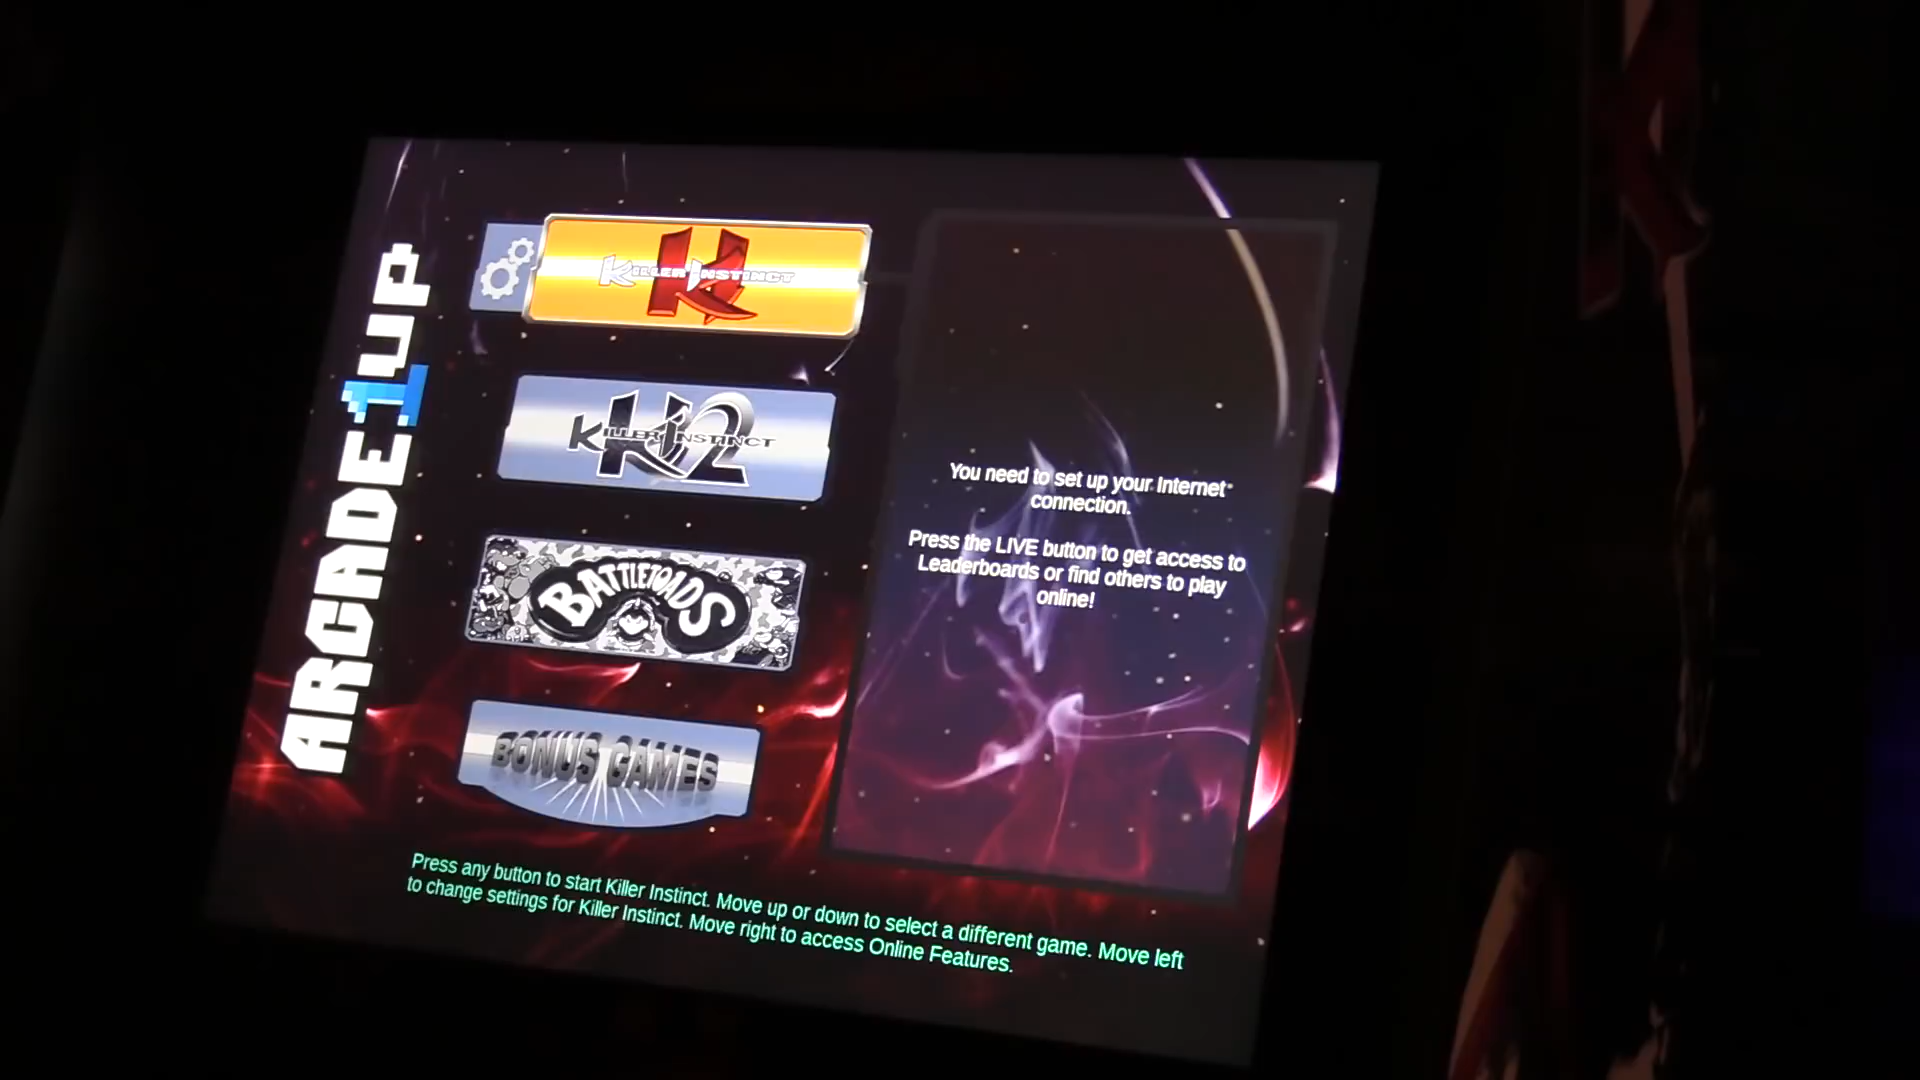 ARCADE1UP
KILLER INSTINCT
KILLER INSTINCT
KI2
BATTLETOADS
BONUS GAMES
You need to set up your Internet
connection.
Press the LIVE button to get access to
Leaderboards or find others to play
online!
Press any button to start Killer Instinct. Move up or down to select a different game. Move left
to change settings for Killer Instinct. Move right to access Online Features.